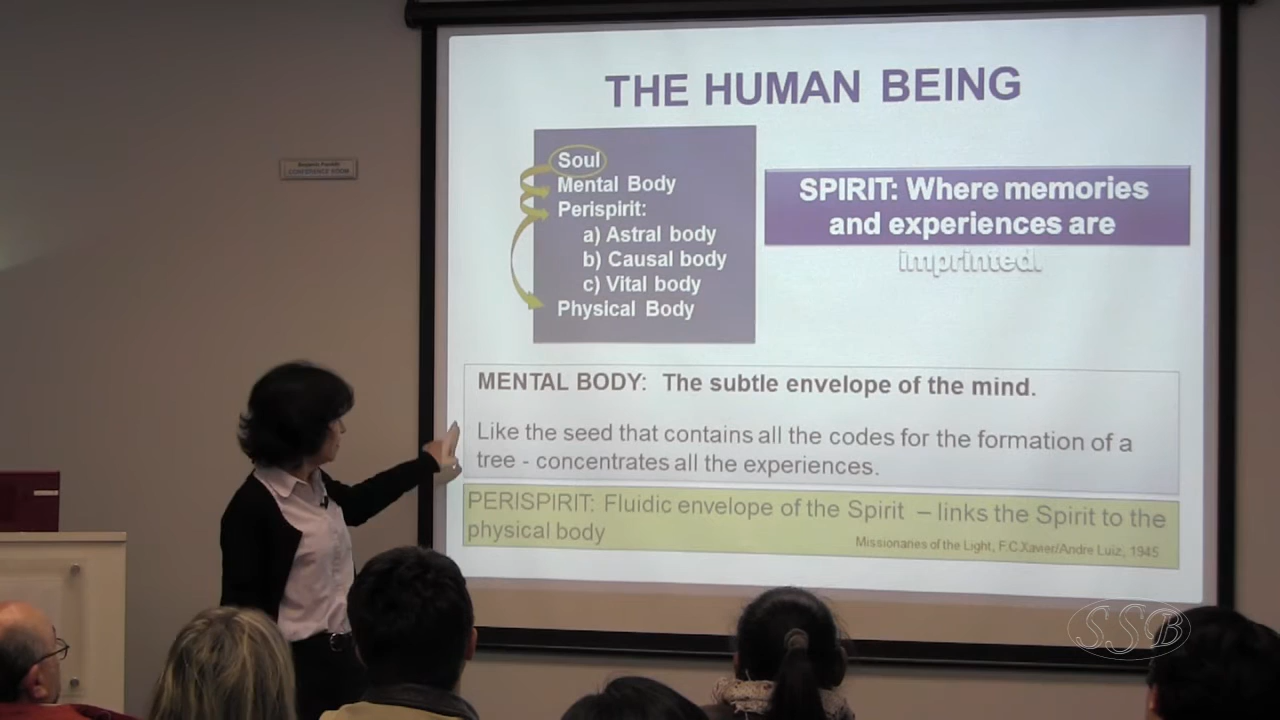 THE HUMAN BEING
CONFERENCE ROOM
Soul
Mental Body
Perispirit:
a) Astral body
b) Causal body
c) Vital body
Physical Body
SPIRIT: Where memories
and experiences are
imprinted.
MENTAL BODY: The subtle envelope of the mind.
Like the seed that contains all the codes for the formation of a
tree - concentrates all the experiences.
PERISPIRIT: Fluidic envelope of the Spirit – links the Spirit to the
physical body
Missionaries of the Light, F.C.Xavier/Andre Luiz, 1945
SSB